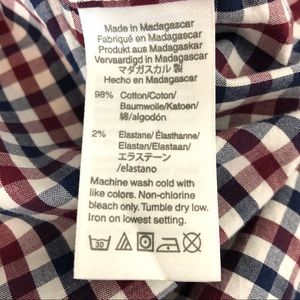 Made in Madagascar
Fabriqué en Madagascar
Produkt aus Madagaskar
Vervaardigd in Madagascar
マダガスカル製
Hecho en Madagascar
98% Cotton/Coton/
Baumwolle/Katoen/
綿/algodón
2% Elastane/Élasthanne/
Elastan/Elastaan/
エラステーン
/elastano
Machine wash cold with
like colors. Non-chlorine
bleach only. Tumble dry low.
Iron on lowest setting.
30